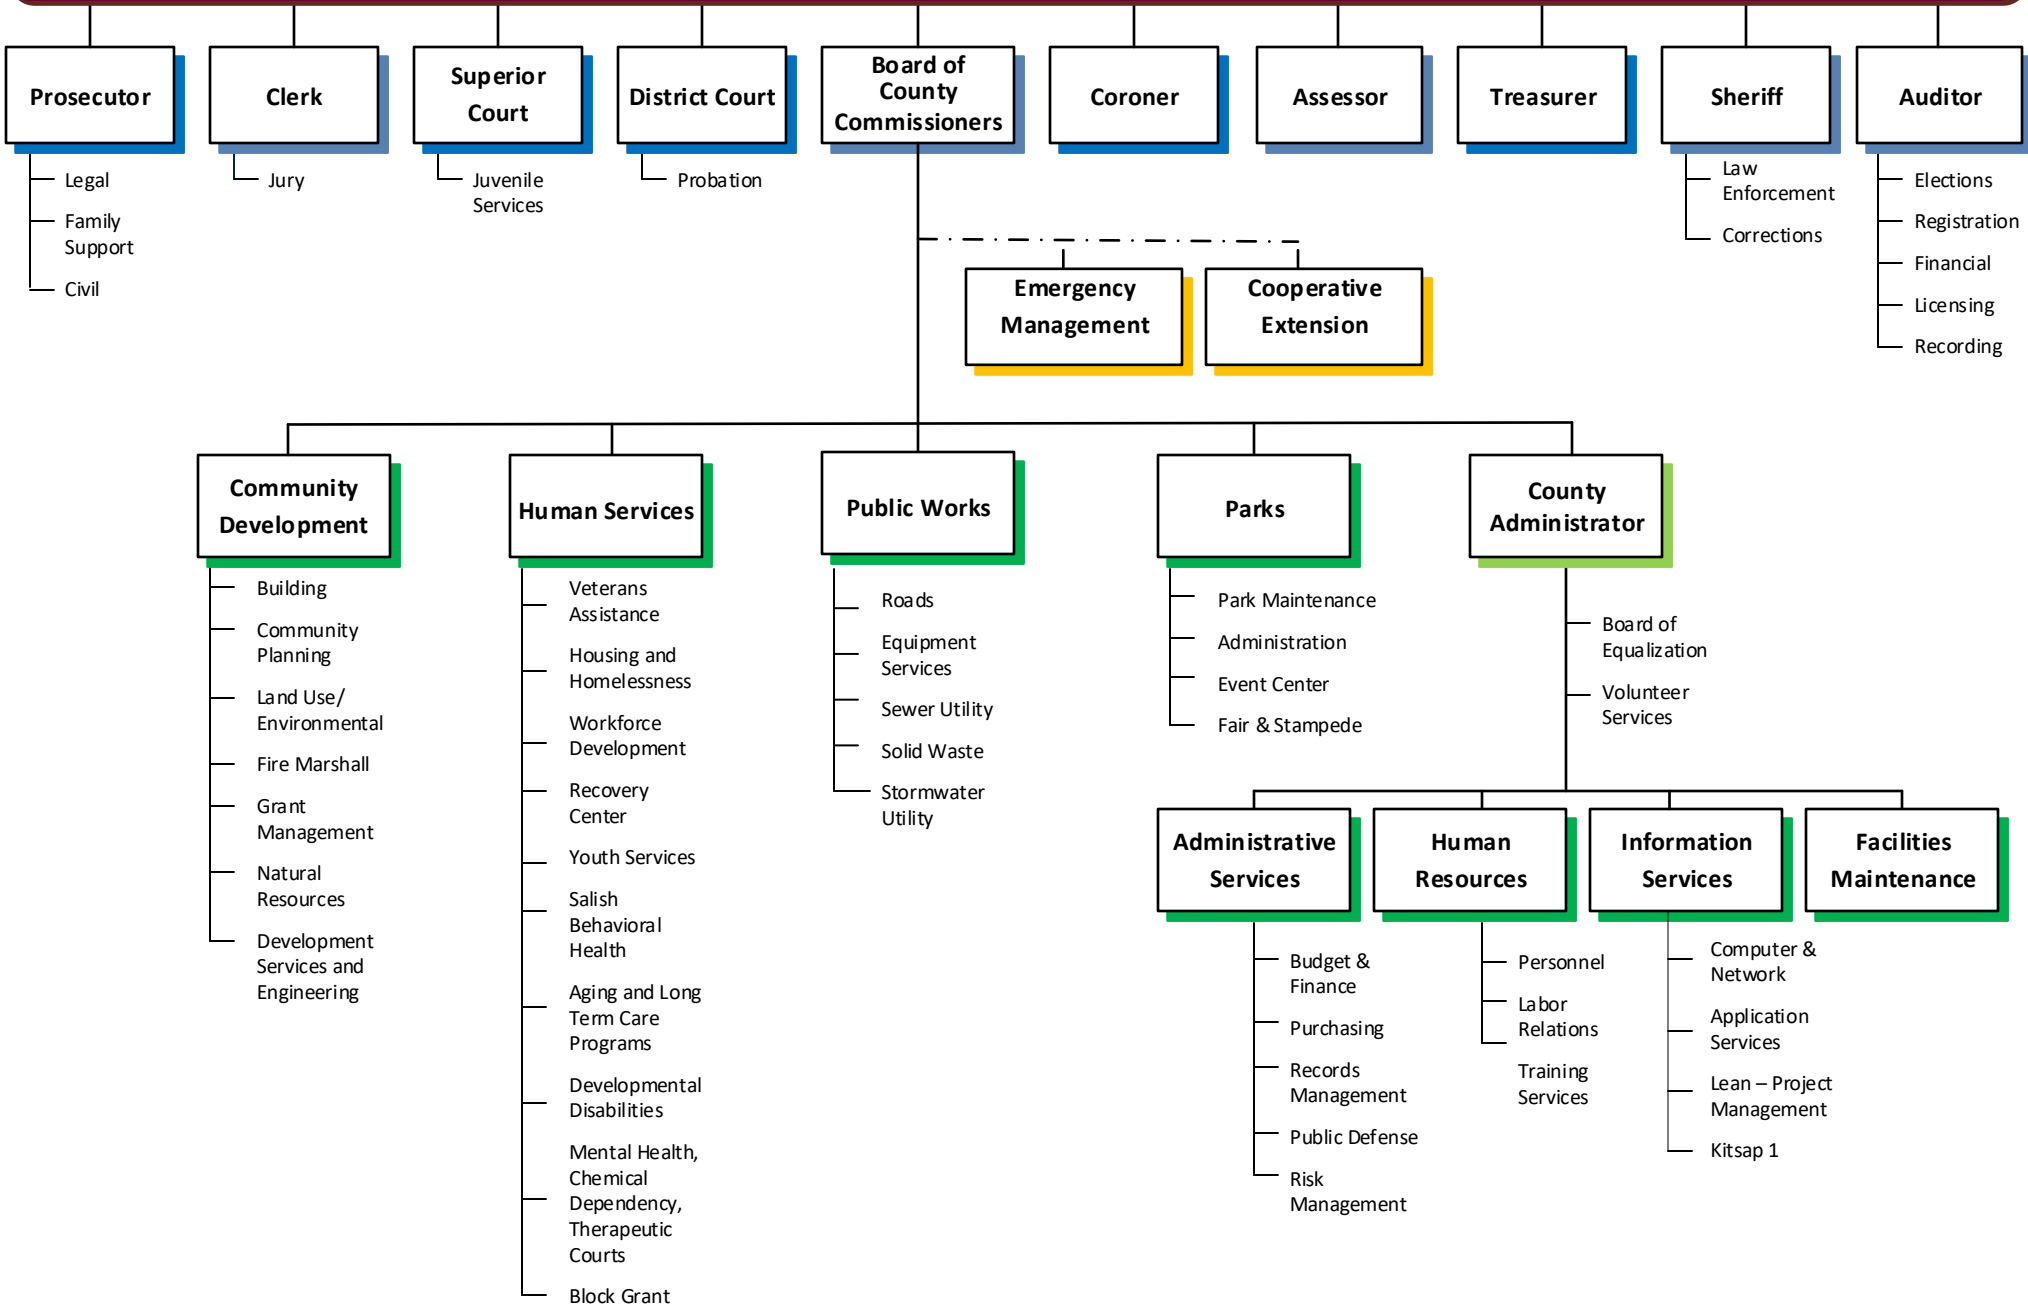 Prosecutor
Clerk
Superior
Court
District Court
Board of
County
Commissioners
Coroner
Assessor
Treasurer
Sheriff
Auditor
Legal
Family
Support
Civil
Jury
Juvenile
Services
Probation
Law
Enforcement
Corrections
Elections
Registration
Financial
Licensing
Recording
Emergency
Management
Cooperative
Extension
Community
Development
Human Services
Public Works
Parks
County
Administrator
Building
Community
Planning
Land Use/
Environmental
Fire Marshall
Grant
Management
Natural
Resources
Development
Services and
Engineering
Veterans
Assistance
Housing and
Homelessness
Workforce
Development
Recovery
Center
Youth Services
Salish
Behavioral
Health
Aging and Long
Term Care
Programs
Developmental
Disabilities
Mental Health,
Chemical
Dependency,
Therapeutic
Courts
Block Grant
Roads
Equipment
Services
Sewer Utility
Solid Waste
Stormwater
Utility
Park Maintenance
Administration
Event Center
Fair & Stampede
Board of
Equalization
Volunteer
Services
Administrative
Services
Human
Resources
Information
Services
Facilities
Maintenance
Budget &
Finance
Purchasing
Records
Management
Public Defense
Risk
Management
Personnel
Labor
Relations
Training
Services
Computer &
Network
Application
Services
Lean – Project
Management
Kitsap 1